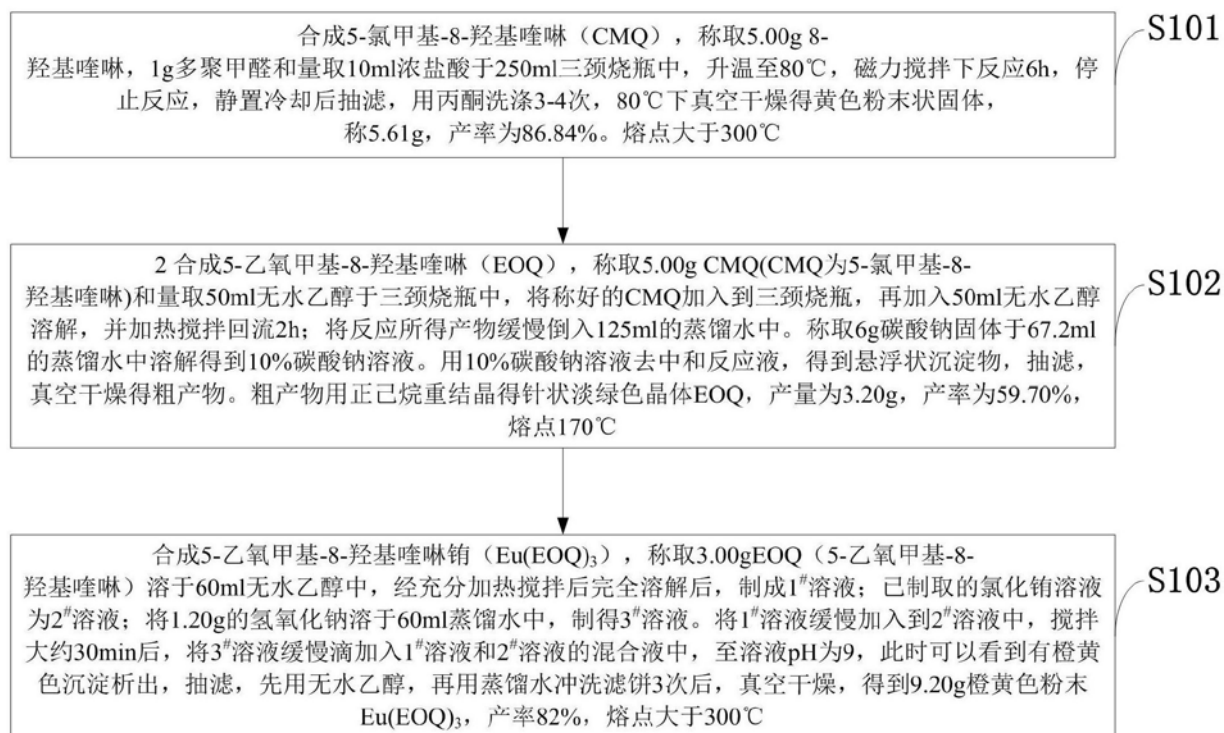 合成5-氯甲基-8-羟基喹啉（CMQ），称取5.00g 8-
羟基喹啉，1g多聚甲醛和量取10ml浓盐酸于250ml三颈烧瓶中，升温至80℃，磁力搅拌下反应6h，停
止反应，静置冷却后抽滤，用丙酮洗涤3-4次，80℃下真空干燥得黄色粉末状固体，
称5.61g，产率为86.84%。熔点大于300℃
S101
2 合成5-乙氧甲基-8-羟基喹啉（EOQ），称取5.00g CMQ(CMQ为5-氯甲基-8-
羟基喹啉)和量取50ml无水乙醇于三颈烧瓶中，将称好的CMQ加入到三颈烧瓶，再加入50ml无水乙醇
溶解，并加热搅拌回流2h；将反应所得产物缓慢倒入125ml的蒸馏水中。称取6g碳酸钠固体于67.2ml
的蒸馏水中溶解得到10%碳酸钠溶液。用10%碳酸钠溶液去中和反应液，得到悬浮状沉淀物，抽滤，
真空干燥得粗产物。粗产物用正己烷重结晶得针状淡绿色晶体EOQ，产量为3.20g，产率为59.70%，
熔点170℃
S102
合成5-乙氧甲基-8-羟基喹啉铕（Eu(EOQ)₃），称取3.00gEOQ（5-乙氧甲基-8-
羟基喹啉）溶于60ml无水乙醇中，经充分加热搅拌后完全溶解后，制成1#溶液；已制取的氯化铕溶液
为2#溶液；将1.20g的氢氧化钠溶于60ml蒸馏水中，制得3#溶液。将1#溶液缓慢加入到2#溶液中，搅拌
大约30min后，将3#溶液缓慢滴加入1#溶液和2#溶液的混合液中，至溶液pH为9，此时可以看到有橙黄
色沉淀析出，抽滤，先用无水乙醇，再用蒸馏水冲洗滤饼3次后，真空干燥，得到9.20g橙黄色粉末
Eu(EOQ)₃，产率82%，熔点大于300℃
S103